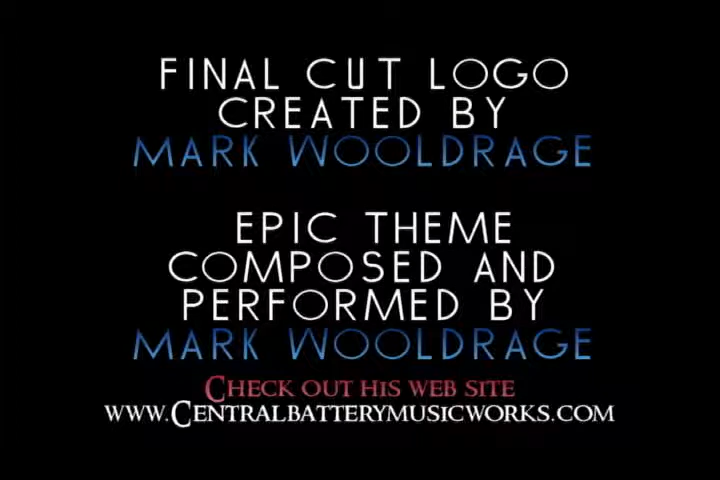 FINAL CUT LOGO
CREATED BY
MARK WOOLDRAGE
EPIC THEME
COMPOSED AND
PERFORMED BY
MARK WOOLDRAGE
CHECK OUT HIS WEB SITE
WWW.CENTRALBATTERYMUSICWORKS.COM